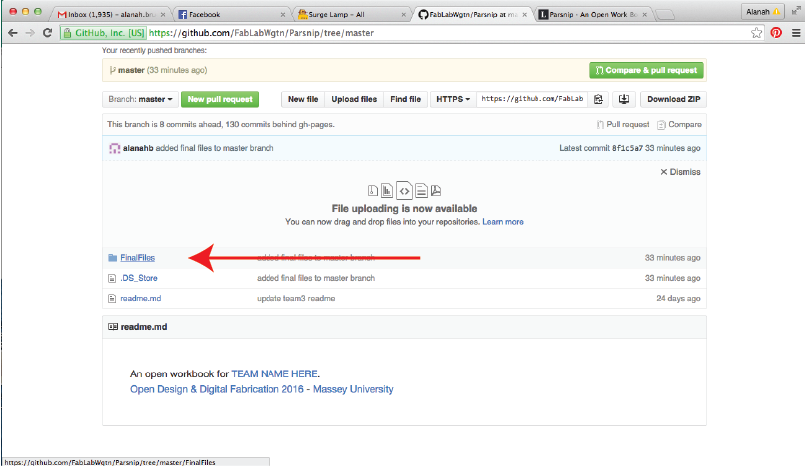 Inbox (1,935) – alanah.br
Facebook
Surge Lamp – All
FabLabWgtn/Parsnip at ma
Parsnip - An Open Work Bo
Alanah
GitHub, Inc. [US] https://github.com/FabLabWgtn/Parsnip/tree/master
Your recently pushed branches:
master (33 minutes ago)
Compare & pull request
Branch: master
New pull request
New file
Upload files
Find file
HTTPS
https://github.com/FabLab
Download ZIP
This branch is 8 commits ahead, 130 commits behind gh-pages.
Pull request
Compare
alanahb added final files to master branch
Latest commit 8f1c5a7 33 minutes ago
Dismiss
File uploading is now available
You can now drag and drop files into your repositories. Learn more
FinalFiles added final files to master branch 33 minutes ago
.DS_Store added final files to master branch 33 minutes ago
readme.md update team3 readme 24 days ago
readme.md
An open workbook for TEAM NAME HERE.
Open Design & Digital Fabrication 2016 - Massey University
https://github.com/FabLabWgtn/Parsnip/tree/master/FinalFiles